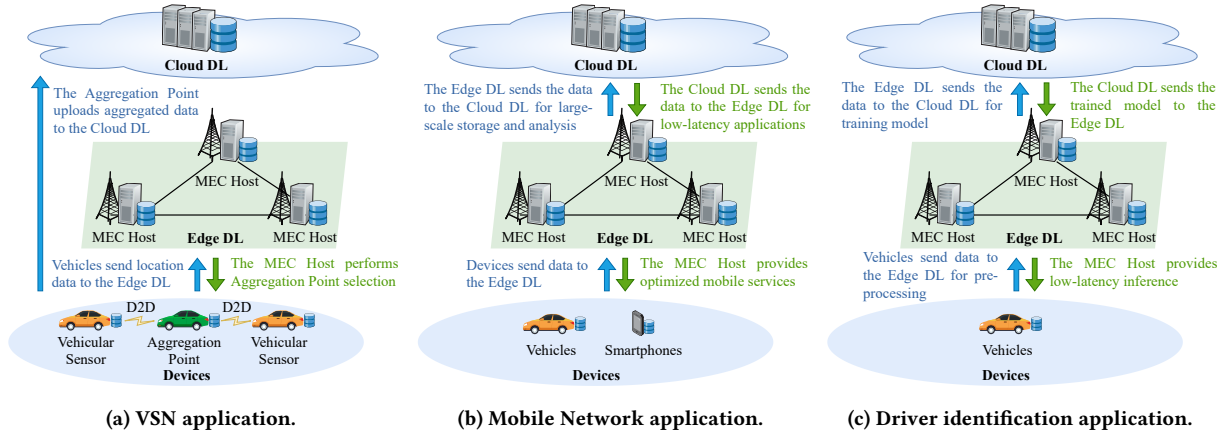 Cloud DL
The Aggregation Point
uploads aggregated data
to the Cloud DL
MEC Host
MEC Host
Edge DL
MEC Host
Vehicles send location
data to the Edge DL
The MEC Host performs
Aggregation Point selection
D2D
D2D
Vehicular
Sensor
Aggregation
Point
Vehicular
Sensor
Devices
(a) VSN application.
Cloud DL
The Edge DL sends the data
to the Cloud DL for large-
scale storage and analysis
The Cloud DL sends the
data to the Edge DL for
low-latency applications
MEC Host
MEC Host
Edge DL
MEC Host
Devices send data to
the Edge DL
The MEC Host provides
optimized mobile services
Vehicles
Smartphones
Devices
(b) Mobile Network application.
Cloud DL
The Edge DL sends the
data to the Cloud DL for
training model
The Cloud DL sends the
trained model to the
Edge DL
MEC Host
MEC Host
Edge DL
MEC Host
Vehicles send data to
the Edge DL for pre-
processing
The MEC Host provides
low-latency inference
Vehicles
Devices
(c) Driver identification application.